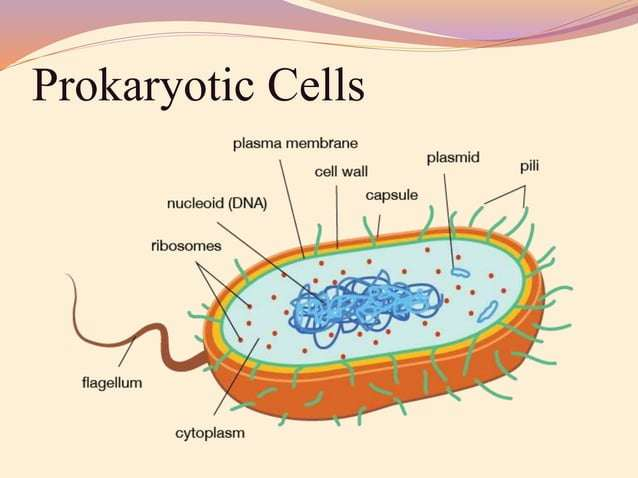 Prokaryotic Cells
plasma membrane
cell wall
plasmid
pili
nucleoid (DNA)
capsule
ribosomes
flagellum
cytoplasm